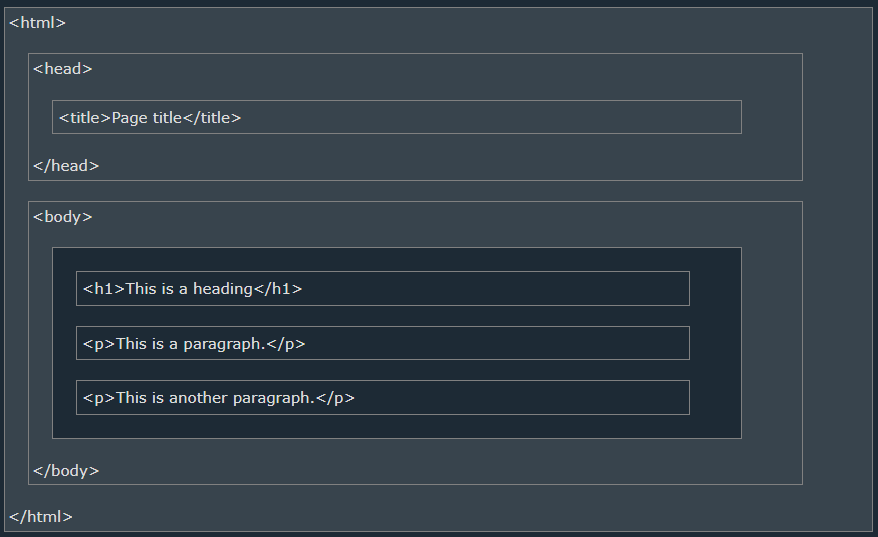 <html>
<head>
<title>Page title</title>
</head>
<body>
<h1>This is a heading</h1>
<p>This is a paragraph.</p>
<p>This is another paragraph.</p>
</body>
</html>